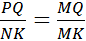 PQ/NK = MQ/MK